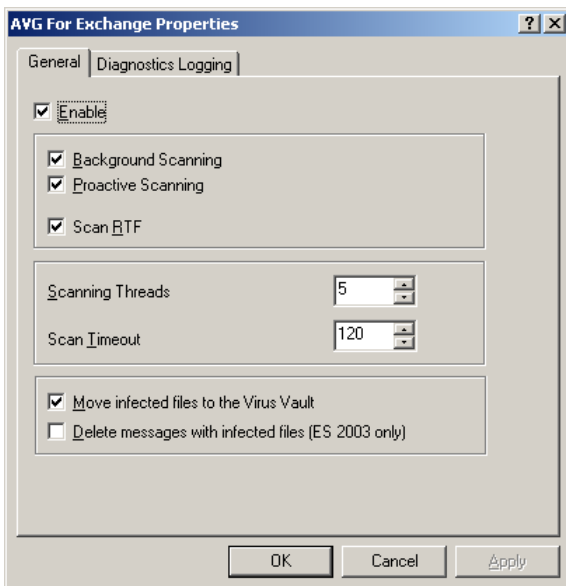 AVG For Exchange Properties
General
Diagnostics Logging
Enable
Background Scanning
Proactive Scanning
Scan RTF
Scanning Threads
5
Scan Timeout
120
Move infected files to the Virus Vault
Delete messages with infected files (ES 2003 only)
OK
Cancel
Apply